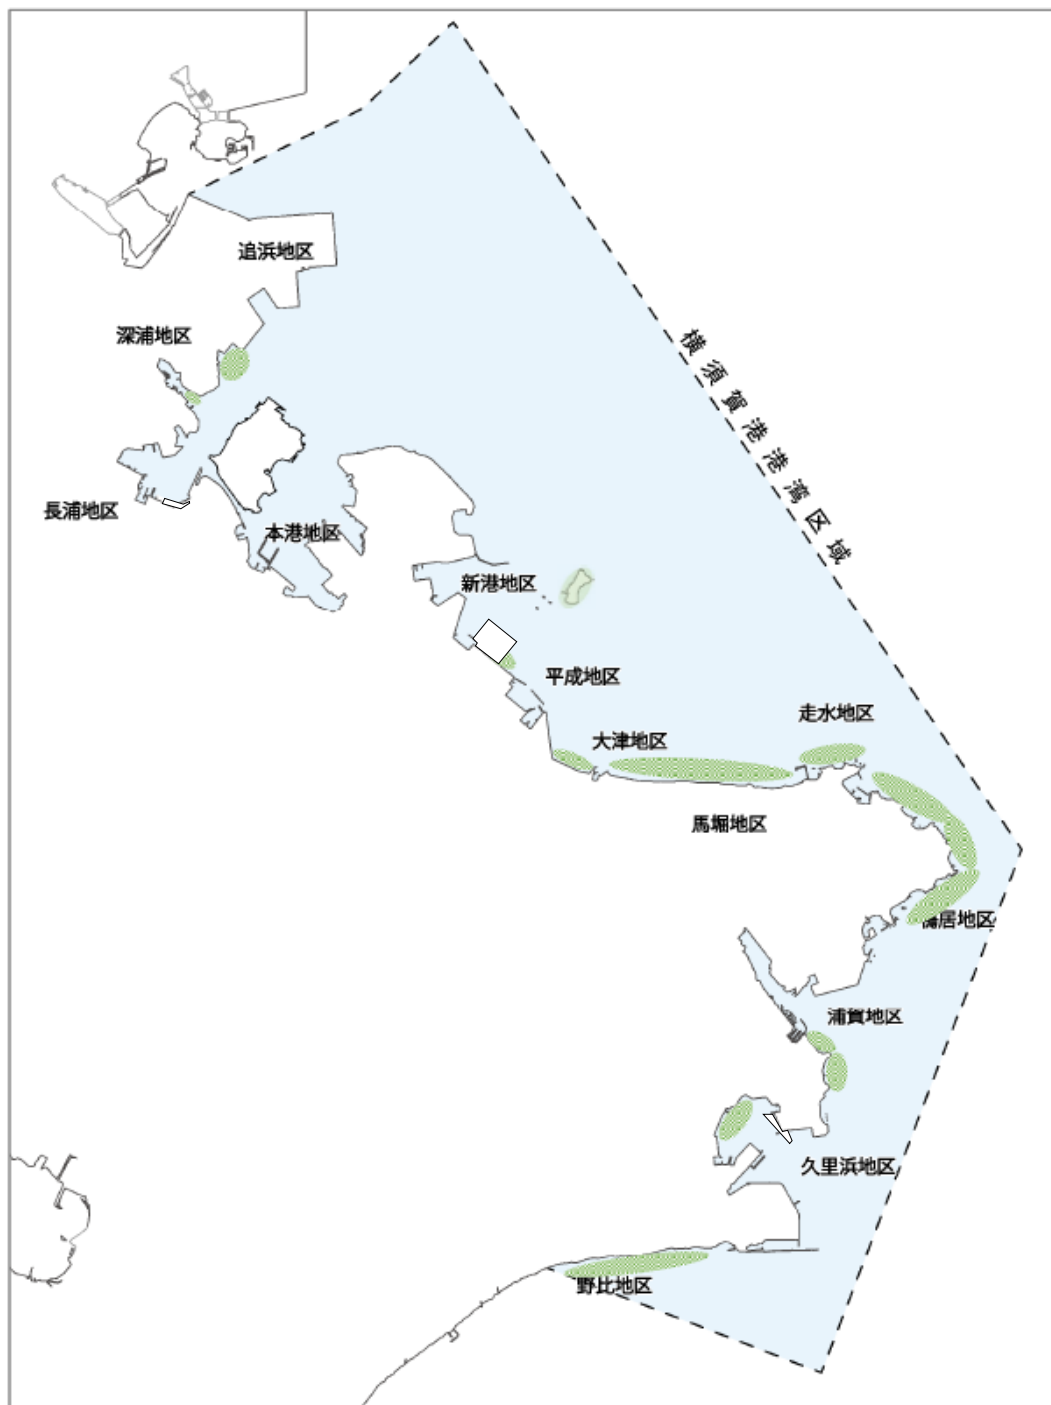 追浜地区
深浦地区
横須賀港港湾区域
長浦地区
本港地区
新港地区
平成地区
走水地区
大津地区
馬堀地区
鴨居地区
浦賀地区
久里浜地区
野比地区